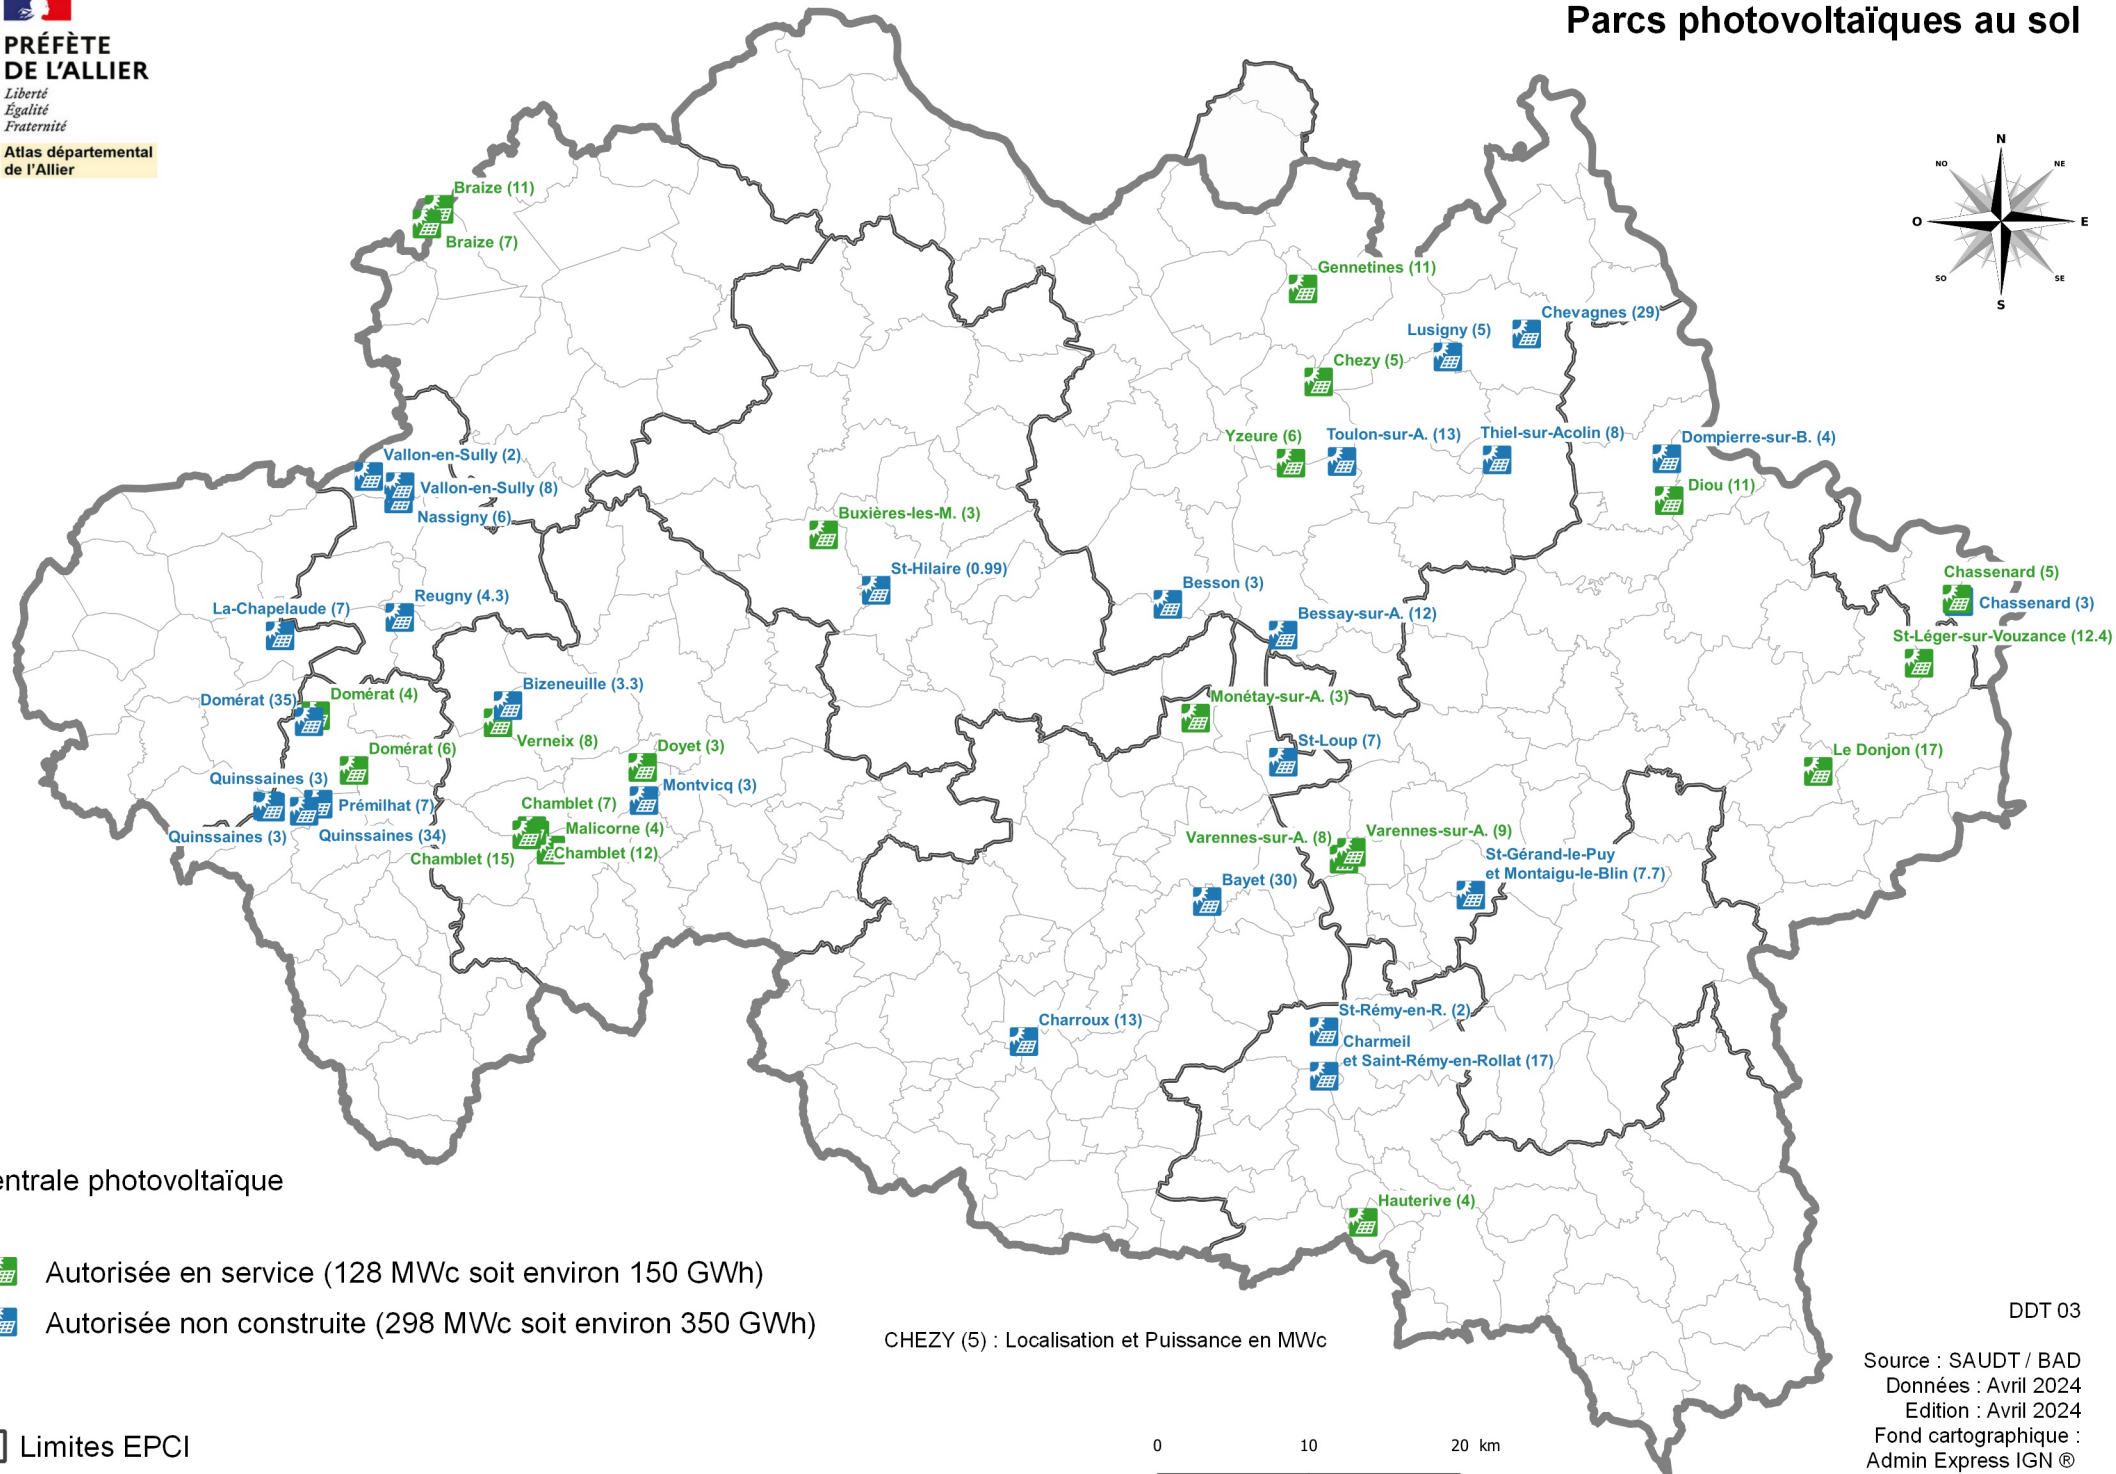 Parcs photovoltaïques au sol
PRÉFÈTE
DE L'ALLIER
Liberté
Égalité
Fraternité
Atlas départemental
de l'Allier
N
NO
NE
O
E
SO
SE
S
Braize (11)
Braize (7)
Gennetines (11)
Chevagnes (29)
Lusigny (5)
Chezy (5)
Yzeure (6)
Toulon-sur-A. (13)
Thiel-sur-Acolin (8)
Dompierre-sur-B. (4)
Diou (11)
Vallon-en-Sully (2)
Vallon-en-Sully (8)
Nassigny (6)
Buxières-les-M. (3)
St-Hilaire (0.99)
Besson (3)
Bessay-sur-A. (12)
Chassenard (5)
Chassenard (3)
St-Léger-sur-Vouzance (12.4)
Reugny (4.3)
La-Chapelaude (7)
Bizeneuille (3.3)
Domérat (35)
Domérat (4)
Monétay-sur-A. (3)
Verneix (8)
Doyet (3)
St-Loup (7)
Le Donjon (17)
Domérat (6)
Quinssaines (3)
Montvicq (3)
Prémilhat (7)
Chamblet (7)
Malicorne (4)
Quinssaines (3)
Quinssaines (34)
Chamblet (15)
Chamblet (12)
Varennes-sur-A. (8)
Varennes-sur-A. (9)
St-Gérand-le-Puy
et Montaigu-le-Blin (7.7)
Bayet (30)
Charroux (13)
St-Rémy-en-R. (2)
Charmeil
et Saint-Rémy-en-Rollat (17)
Hauterive (4)
entrale photovoltaïque
Autorisée en service (128 MWc soit environ 150 GWh)
Autorisée non construite (298 MWc soit environ 350 GWh)
CHEZY (5) : Localisation et Puissance en MWc
Limites EPCI
0 10 20 km
DDT 03
Source : SAUDT / BAD
Données : Avril 2024
Edition : Avril 2024
Fond cartographique :
Admin Express IGN ®